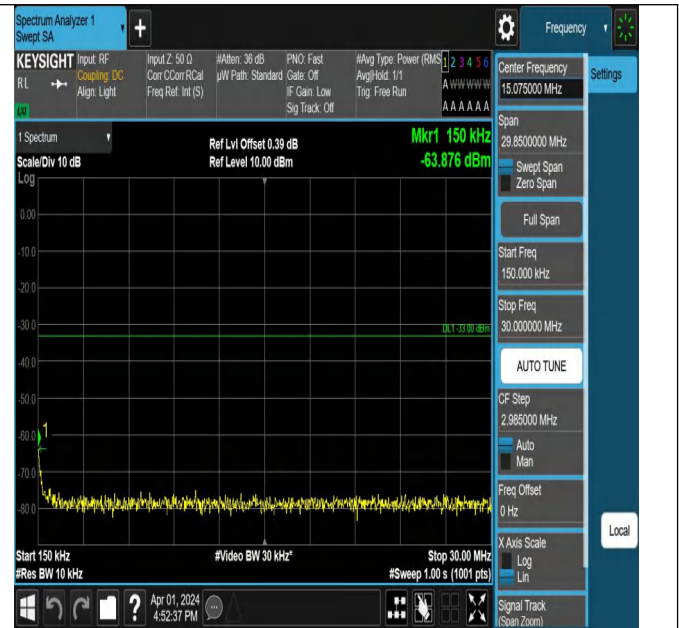 Spectrum Analyzer 1
Swept SA
+
Frequency
KEYSIGHT
RL
LXI
Input: RF
Coupling: DC
Align: Light
Input Z: 50 Ω
Corr CCorr RCal
Freq Ref: Int (S)
#Atten: 36 dB
µW Path: Standard
PNO: Fast
Gate: Off
IF Gain: Low
Sig Track: Off
#Avg Type: Power (RMS
Avg|Hold: 1/1
Trig: Free Run
1 2 3 4 5 6
A W W W W W
A A A A A A
1 Spectrum
Scale/Div 10 dB
Ref Lvl Offset 0.39 dB
Ref Level 10.00 dBm
Mkr1 150 kHz
-63.876 dBm
Log
0.00
-10.0
-20.0
-30.0
-40.0
-50.0
-60.0
-70.0
-80.0
DL1 -33.00 dBm
1
Start 150 kHz
#Res BW 10 kHz
#Video BW 30 kHz*
Stop 30.00 MHz
#Sweep 1.00 s (1001 pts)
Center Frequency
15.075000 MHz
Settings
Span
29.8500000 MHz
Swept Span
Zero Span
Full Span
Start Freq
150.000 kHz
Stop Freq
30.000000 MHz
AUTO TUNE
CF Step
2.985000 MHz
Auto
Man
Freq Offset
0 Hz
X Axis Scale
Log
Lin
Local
Signal Track
(Span Zoom)
?
Apr 01, 2024
4:52:37 PM